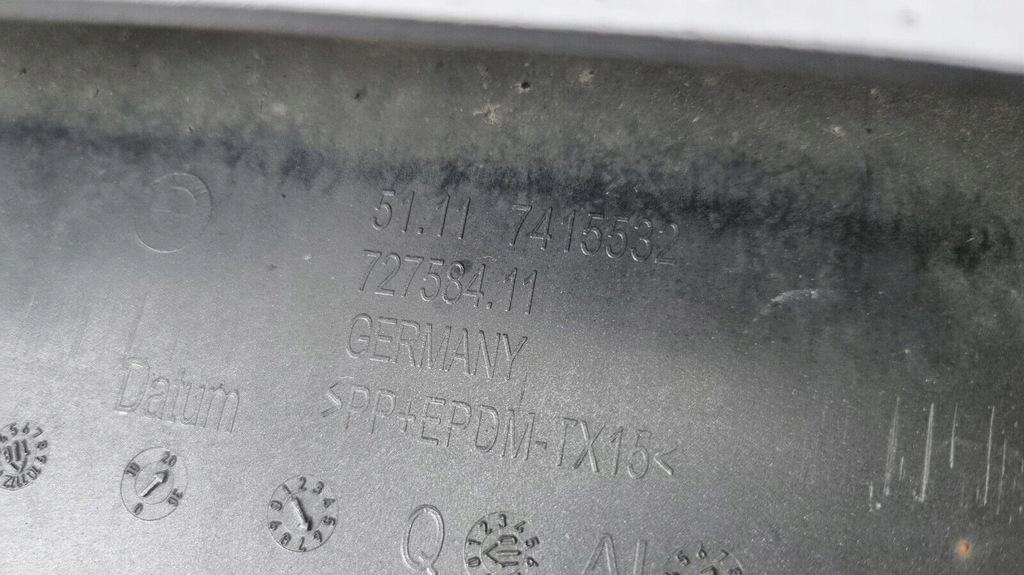 51.11 7415532
727584.11
GERMANY
Datum >PP+EPDM-TX15<
Q